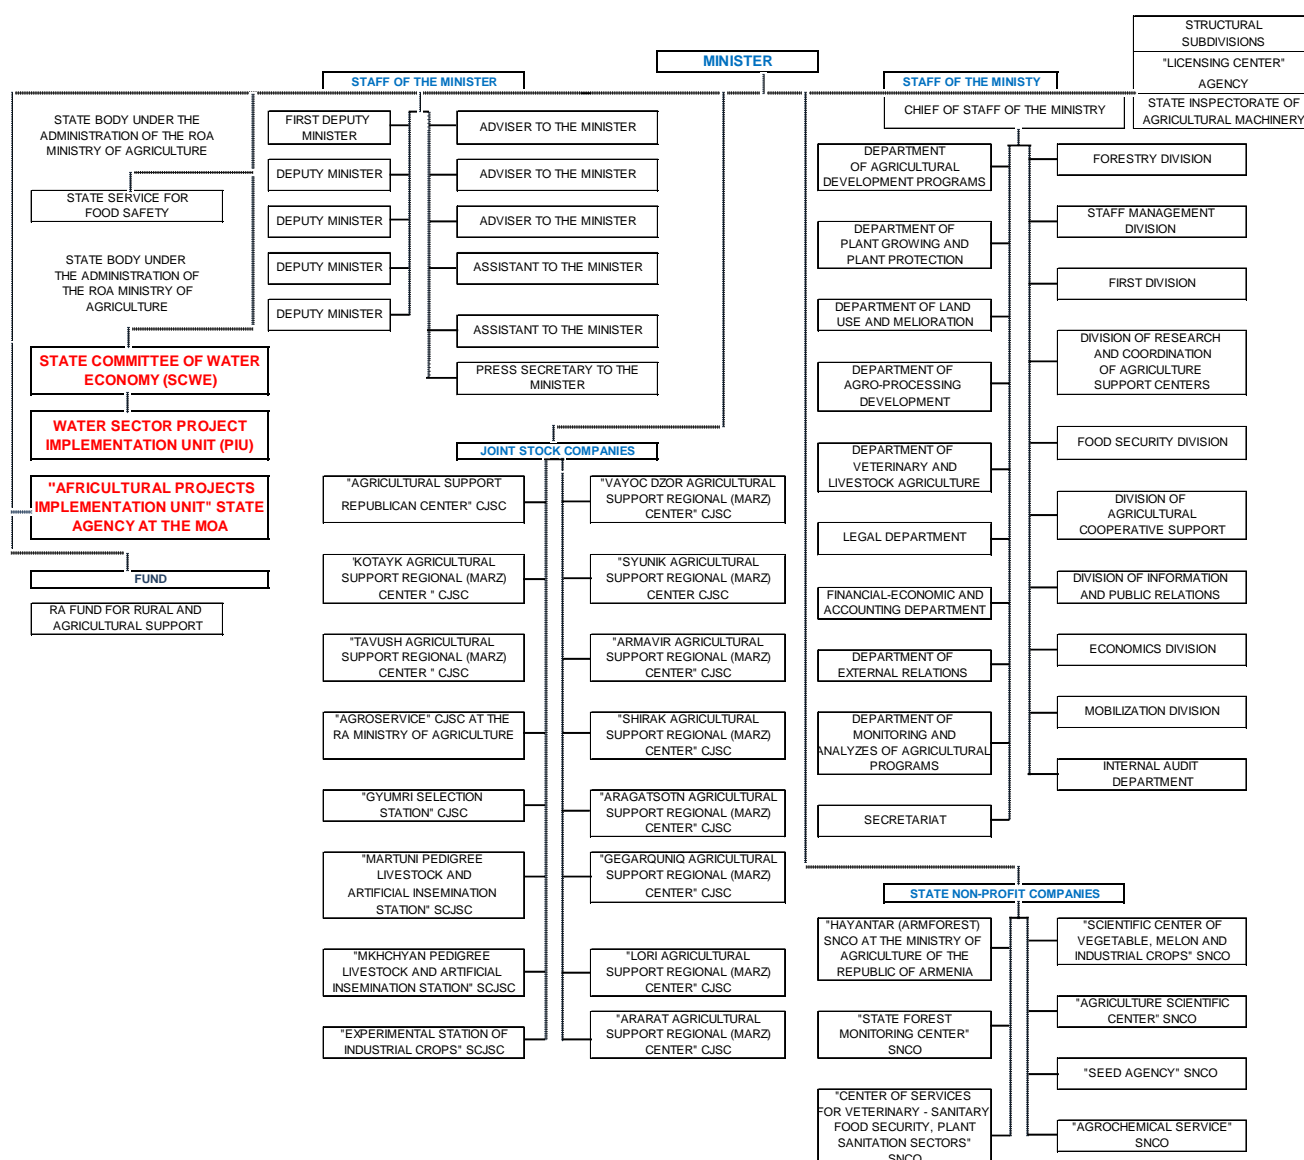 STRUCTURAL
SUBDIVISIONS
"LICENSING CENTER"
AGENCY
STATE INSPECTORATE OF
AGRICULTURAL MACHINERY
MINISTER
STAFF OF THE MINISTER
STAFF OF THE MINISTY
CHIEF OF STAFF OF THE MINISTRY
STATE BODY UNDER THE
ADMINISTRATION OF THE ROA
MINISTRY OF AGRICULTURE
STATE SERVICE FOR
FOOD SAFETY
STATE BODY UNDER
THE ADMINISTRATION OF
THE ROA MINISTRY OF
AGRICULTURE
STATE COMMITTEE OF WATER
ECONOMY (SCWE)
WATER SECTOR PROJECT
IMPLEMENTATION UNIT (PIU)
"AFRICULTURAL PROJECTS
IMPLEMENTATION UNIT" STATE
AGENCY AT THE MOA
FUND
RA FUND FOR RURAL AND
AGRICULTURAL SUPPORT
FIRST DEPUTY
MINISTER
DEPUTY MINISTER
DEPUTY MINISTER
DEPUTY MINISTER
DEPUTY MINISTER
ADVISER TO THE MINISTER
ADVISER TO THE MINISTER
ADVISER TO THE MINISTER
ASSISTANT TO THE MINISTER
ASSISTANT TO THE MINISTER
PRESS SECRETARY TO THE
MINISTER
JOINT STOCK COMPANIES
"AGRICULTURAL SUPPORT
REPUBLICAN CENTER" CJSC
'KOTAYK AGRICULTURAL
SUPPORT REGIONAL (MARZ)
CENTER " CJSC
"TAVUSH AGRICULTURAL
SUPPORT REGIONAL (MARZ)
CENTER " CJSC
"AGROSERVICE" CJSC AT THE
RA MINISTRY OF AGRICULTURE
"GYUMRI SELECTION
STATION" CJSC
"MARTUNI PEDIGREE
LIVESTOCK AND
ARTIFICIAL INSEMINATION
STATION" SCJSC
"MKHCHYAN PEDIGREE
LIVESTOCK AND ARTIFICIAL
INSEMINATION STATION" SCJSC
"EXPERIMENTAL STATION OF
INDUSTRIAL CROPS" SCJSC
"VAYOC DZOR AGRICULTURAL
SUPPORT REGIONAL (MARZ)
CENTER" CJSC
"SYUNIK AGRICULTURAL
SUPPORT REGIONAL (MARZ)
CENTER CJSC
"ARMAVIR AGRICULTURAL
SUPPORT REGIONAL (MARZ)
CENTER" CJSC
"SHIRAK AGRICULTURAL
SUPPORT REGIONAL (MARZ)
CENTER" CJSC
"ARAGATSOTN AGRICULTURAL
SUPPORT REGIONAL (MARZ)
CENTER" CJSC
"GEGARQUNIQ AGRICULTURAL
SUPPORT REGIONAL (MARZ)
CENTER" CJSC
"LORI AGRICULTURAL
SUPPORT REGIONAL (MARZ)
CENTER" CJSC
"ARARAT AGRICULTURAL
SUPPORT REGIONAL (MARZ)
CENTER" CJSC
DEPARTMENT
OF AGRICULTURAL
DEVELOPMENT PROGRAMS
DEPARTMENT OF
PLANT GROWING AND
PLANT PROTECTION
DEPARTMENT OF LAND
USE AND MELIORATION
DEPARTMENT OF
AGRO-PROCESSING
DEVELOPMENT
DEPARTMENT OF
VETERINARY AND
LIVESTOCK AGRICULTURE
LEGAL DEPARTMENT
FINANCIAL-ECONOMIC AND
ACCOUNTING DEPARTMENT
DEPARTMENT OF
EXTERNAL RELATIONS
DEPARTMENT OF
MONITORING AND
ANALYZES OF AGRICULTURAL
PROGRAMS
SECRETARIAT
FORESTRY DIVISION
STAFF MANAGEMENT
DIVISION
FIRST DIVISION
DIVISION OF RESEARCH
AND COORDINATION
OF AGRICULTURE
SUPPORT CENTERS
FOOD SECURITY DIVISION
DIVISION OF
AGRICULTURAL
COOPERATIVE SUPPORT
DIVISION OF INFORMATION
AND PUBLIC RELATIONS
ECONOMICS DIVISION
MOBILIZATION DIVISION
INTERNAL AUDIT
DEPARTMENT
STATE NON-PROFIT COMPANIES
"HAYANTAR (ARMFOREST)
SNCO AT THE MINISTRY OF
AGRICULTURE OF THE
REPUBLIC OF ARMENIA
"STATE FOREST
MONITORING CENTER"
SNCO
"CENTER OF SERVICES
FOR VETERINARY - SANITARY
FOOD SECURITY, PLANT
SANITATION SECTORS"
SNCO
"SCIENTIFIC CENTER OF
VEGETABLE, MELON AND
INDUSTRIAL CROPS" SNCO
"AGRICULTURE SCIENTIFIC
CENTER" SNCO
"SEED AGENCY" SNCO
"AGROCHEMICAL SERVICE"
SNCO